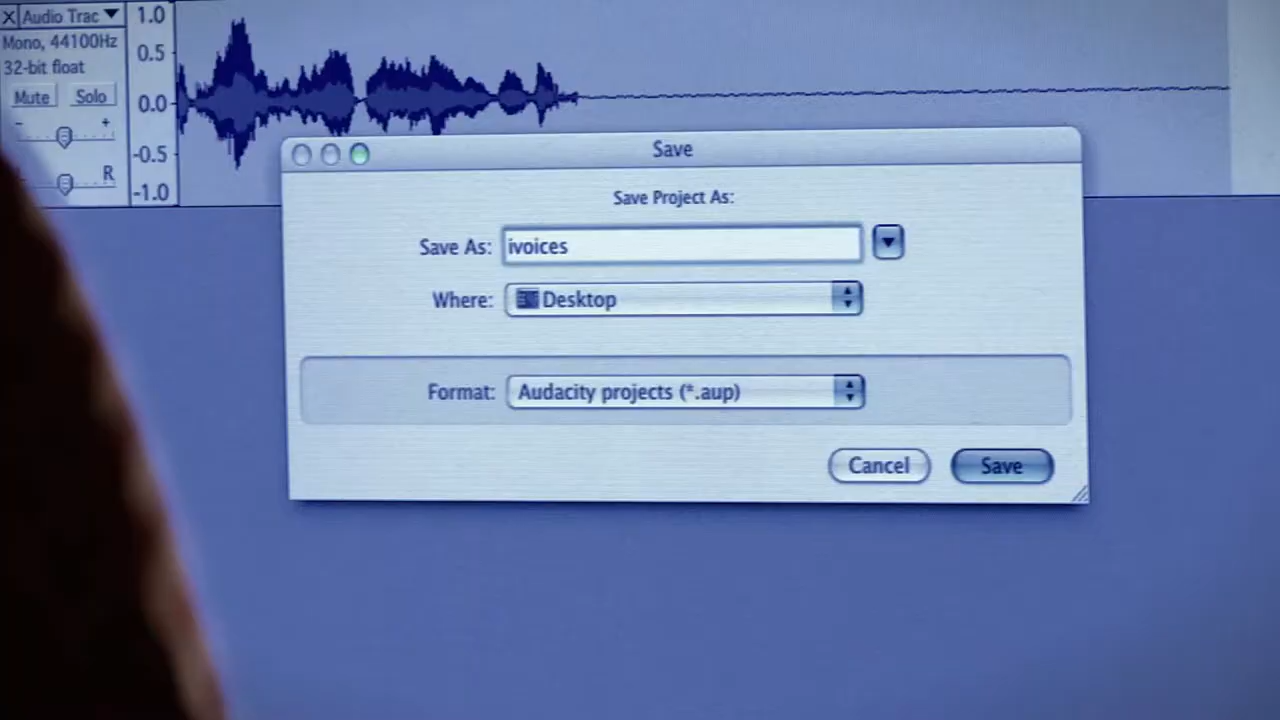 X Audio Trac ▼
Mono, 44100Hz
32-bit float
Mute Solo
- +
R
1.0
0.5
0.0
-0.5
-1.0
Save
Save Project As:
Save As: ivoices
Where: Desktop
Format: Audacity projects (*.aup)
Cancel Save